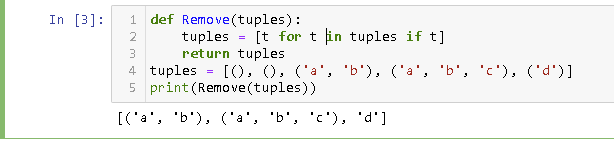 In [3]:
1 def Remove(tuples):
2     tuples = [t for t in tuples if t]
3     return tuples
4 tuples = [(), (), ('a', 'b'), ('a', 'b', 'c'), ('d')]
5 print(Remove(tuples))
[('a', 'b'), ('a', 'b', 'c'), 'd']